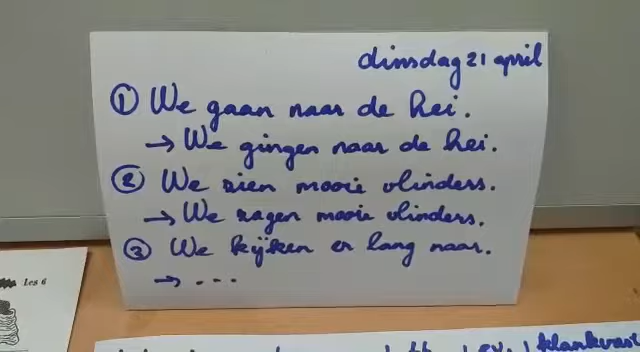 dinsdag 21 april
① We gaan naar de hei.
→ We gingen naar de hei.
② We zien mooie vlinders.
→ We zagen mooie vlinders.
③ We kijken er lang naar.
→ ...
les 6
klankvast